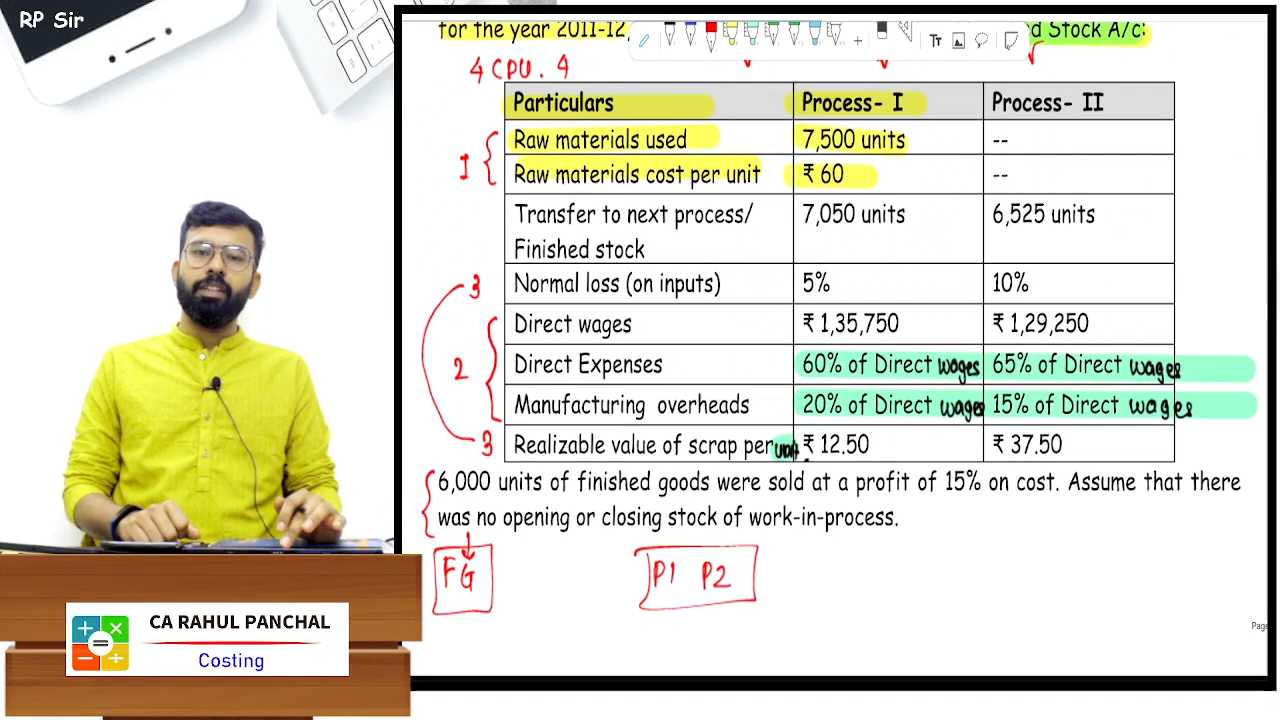 RP Sir
for the year 2011-12, d Stock A/c:
Tт
4 CPU. 4
Particulars Process- I Process- II
Raw materials used 7,500 units --
1
Raw materials cost per unit ₹ 60 --
Transfer to next process/ 7,050 units 6,525 units
Finished stock
3 Normal loss (on inputs) 5% 10%
Direct wages ₹ 1,35,750 ₹ 1,29,250
2 Direct Expenses 60% of Direct wages 65% of Direct wages
Manufacturing overheads 20% of Direct wages 15% of Direct wages
3 Realizable value of scrap per unit ₹ 12.50 ₹ 37.50
6,000 units of finished goods were sold at a profit of 15% on cost. Assume that there
was no opening or closing stock of work-in-process.
FG P1 P2
CA RAHUL PANCHAL
Costing
Page